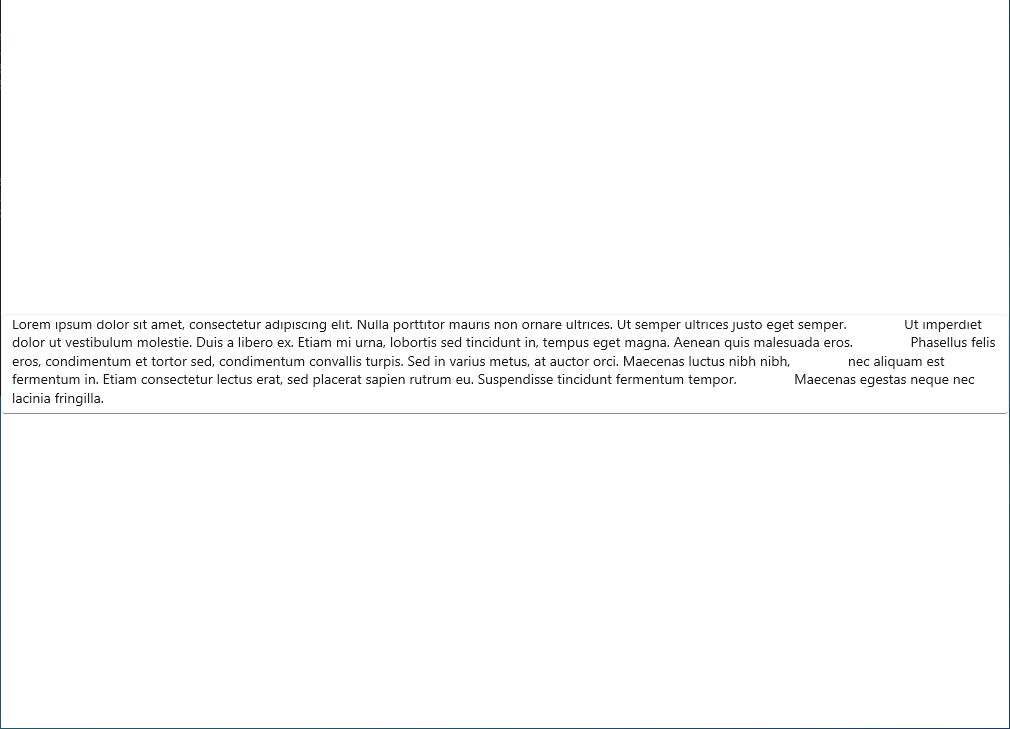 Lorem ipsum dolor sit amet, consectetur adipiscing elit. Nulla porttitor mauris non ornare ultrices. Ut semper ultrices justo eget semper. Ut imperdiet
dolor ut vestibulum molestie. Duis a libero ex. Etiam mi urna, lobortis sed tincidunt in, tempus eget magna. Aenean quis malesuada eros. Phasellus felis
eros, condimentum et tortor sed, condimentum convallis turpis. Sed in varius metus, at auctor orci. Maecenas luctus nibh nibh, nec aliquam est
fermentum in. Etiam consectetur lectus erat, sed placerat sapien rutrum eu. Suspendisse tincidunt fermentum tempor. Maecenas egestas neque nec
lacinia fringilla.